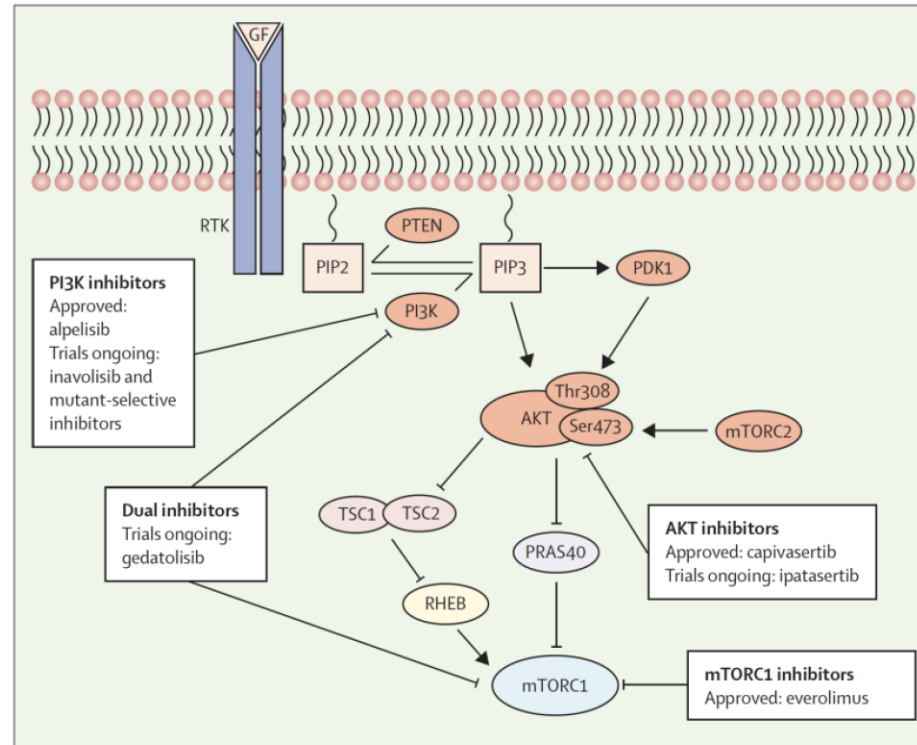 GF
RTK
PTEN
PIP2
PIP3
PDK1
PI3K
PI3K inhibitors
Approved:
alpelisib
Trials ongoing:
inavolisib and
mutant-selective
inhibitors
Thr308
AKT
Ser473
mTORC2
Dual inhibitors
Trials ongoing:
gedatolisib
TSC1
TSC2
PRAS40
AKT inhibitors
Approved: capivasertib
Trials ongoing: ipatasertib
RHEB
mTORC1
mTORC1 inhibitors
Approved: everolimus